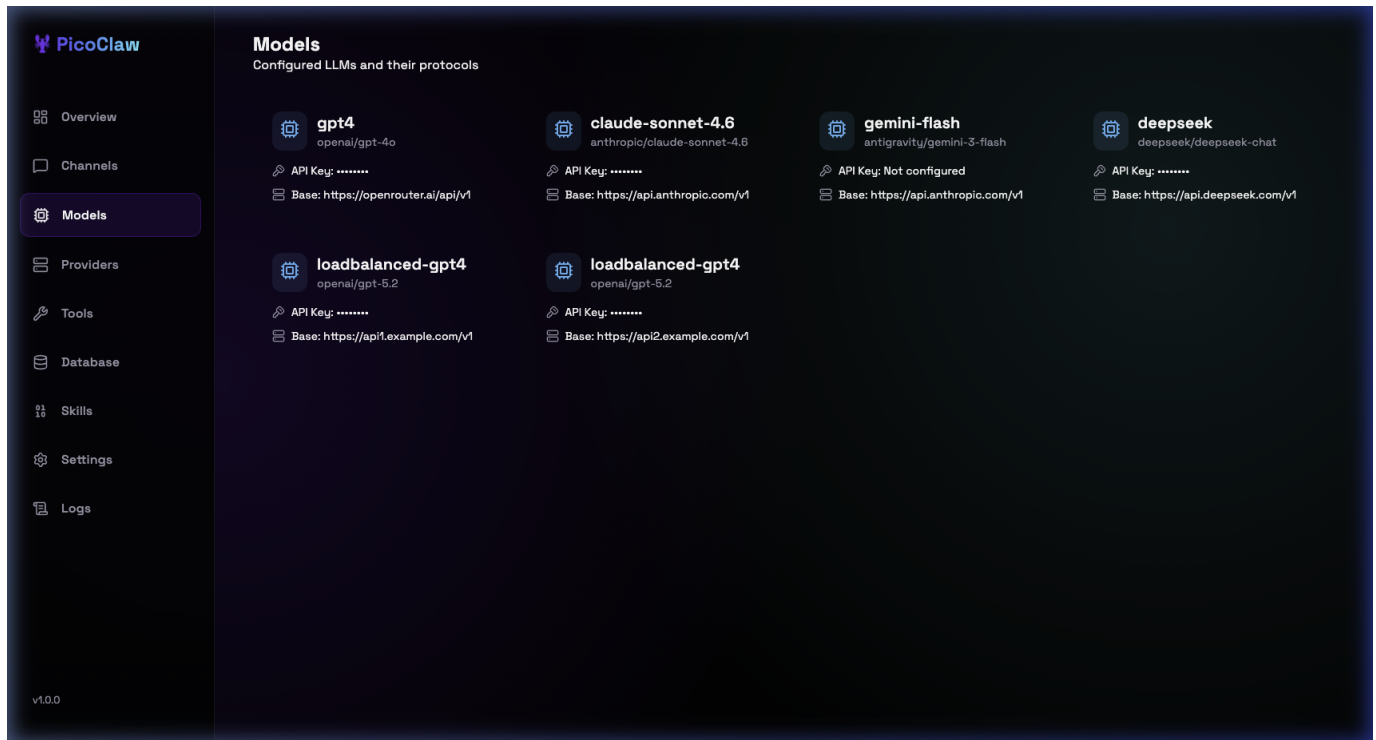 PicoClaw
Overview
Channels
Models
Providers
Tools
Database
Skills
Settings
Logs
v1.0.0
Models
Configured LLMs and their protocols
gpt4
openai/gpt-4o
API Key: ••••••••
Base: https://openrouter.ai/api/v1
claude-sonnet-4.6
anthropic/claude-sonnet-4.6
API Key: ••••••••
Base: https://api.anthropic.com/v1
gemini-flash
antigravity/gemini-3-flash
API Key: Not configured
Base: https://api.anthropic.com/v1
deepseek
deepseek/deepseek-chat
API Key: ••••••••
Base: https://api.deepseek.com/v1
loadbalanced-gpt4
openai/gpt-5.2
API Key: ••••••••
Base: https://api1.example.com/v1
loadbalanced-gpt4
openai/gpt-5.2
API Key: ••••••••
Base: https://api2.example.com/v1